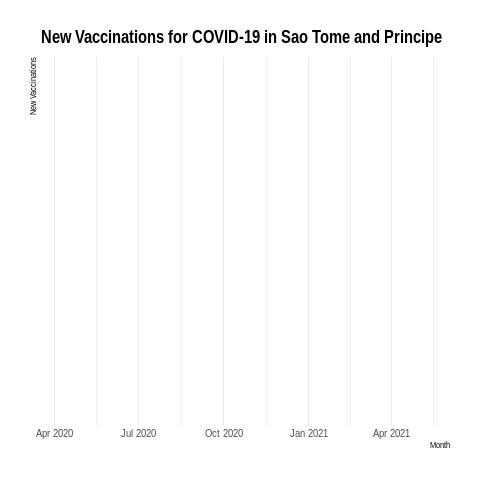 New Vaccinations for COVID-19 in Sao Tome and Principe
New Vaccinations
Apr 2020 Jul 2020 Oct 2020 Jan 2021 Apr 2021
Month